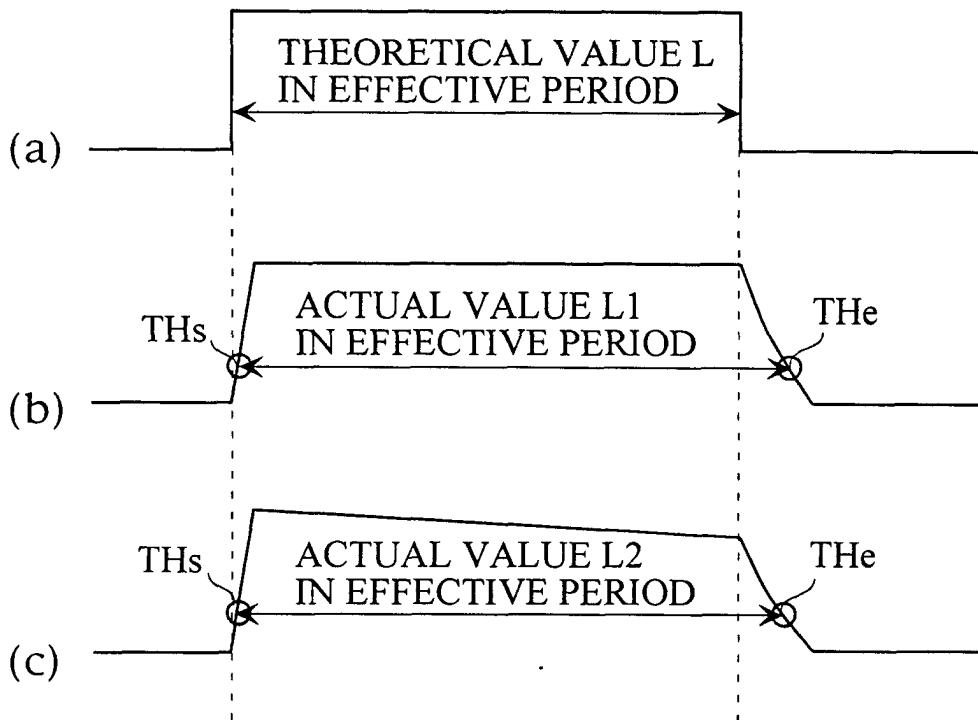 THEORETICAL VALUE L
IN EFFECTIVE PERIOD
(a)
ACTUAL VALUE L1
IN EFFECTIVE PERIOD
THs
THe
(b)
ACTUAL VALUE L2
IN EFFECTIVE PERIOD
THs
THe
(c)